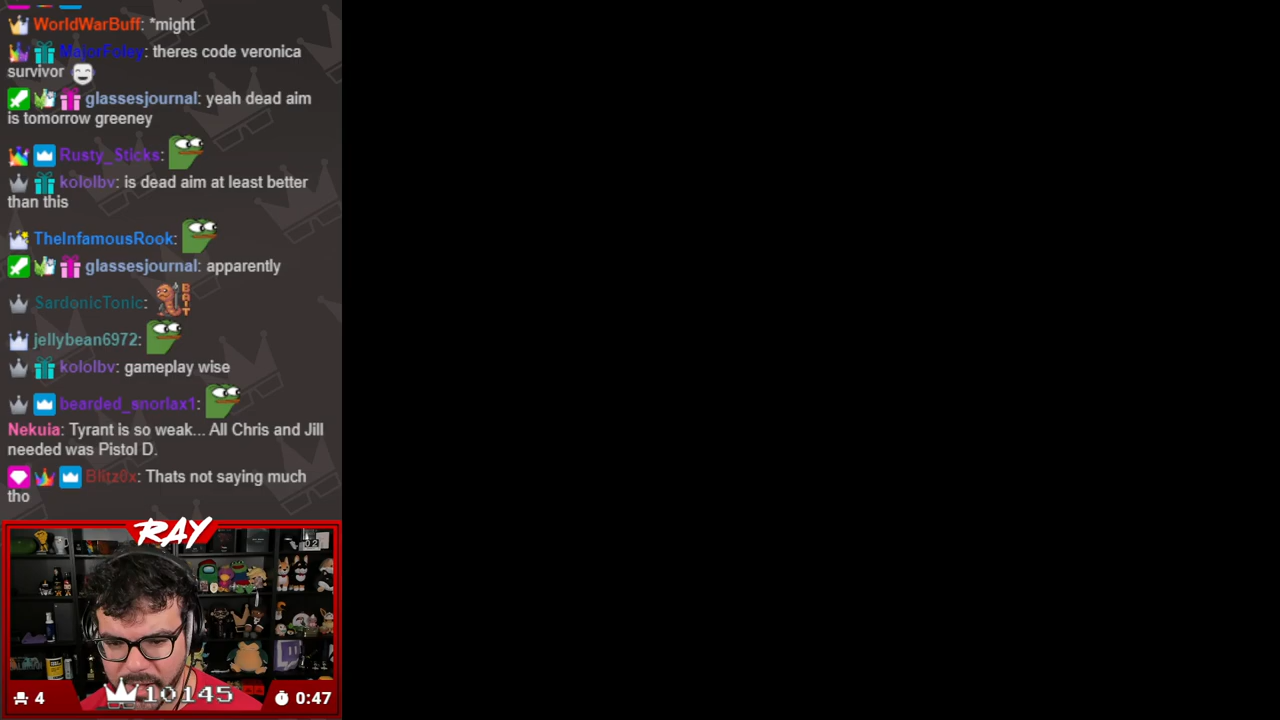 WorldWarBuff: *might
MajorFoley: theres code veronica
survivor
glassesjournal: yeah dead aim
is tomorrow greeney
Rusty_Sticks:
kololbv: is dead aim at least better
than this
TheInfamousRook:
glassesjournal: apparently
SardonicTonic: BAIT
jellybean6972:
kololbv: gameplay wise
bearded_snorlax1:
Nekuia: Tyrant is so weak... All Chris and Jill
needed was Pistol D.
Blitz0x: Thats not saying much
tho
RAY
4
10145
0:47